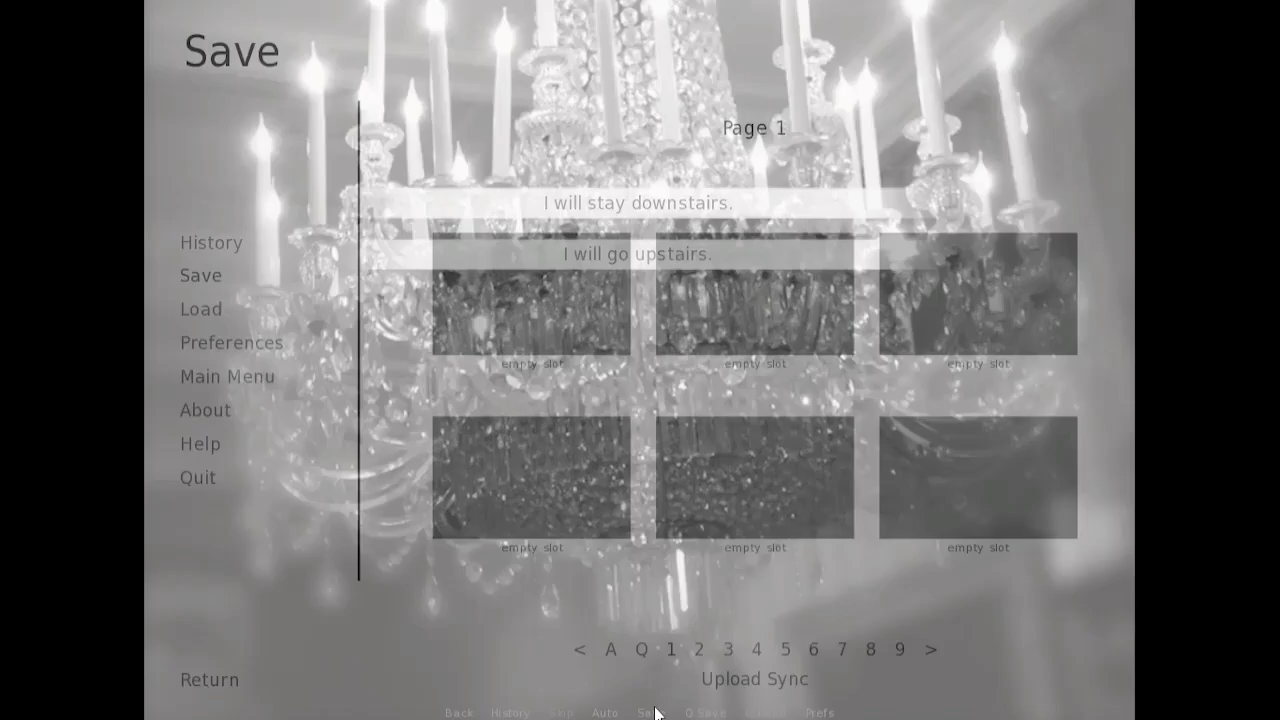 Save
Page 1
I will stay downstairs.
History
I will go upstairs.
Save
Load
Preferences
empty slot empty slot empty slot
Main Menu
About
Help
Quit
empty slot empty slot empty slot
< A Q 1 2 3 4 5 6 7 8 9 >
Return
Upload Sync
Back History Skip Auto Save Q.Save Prefs